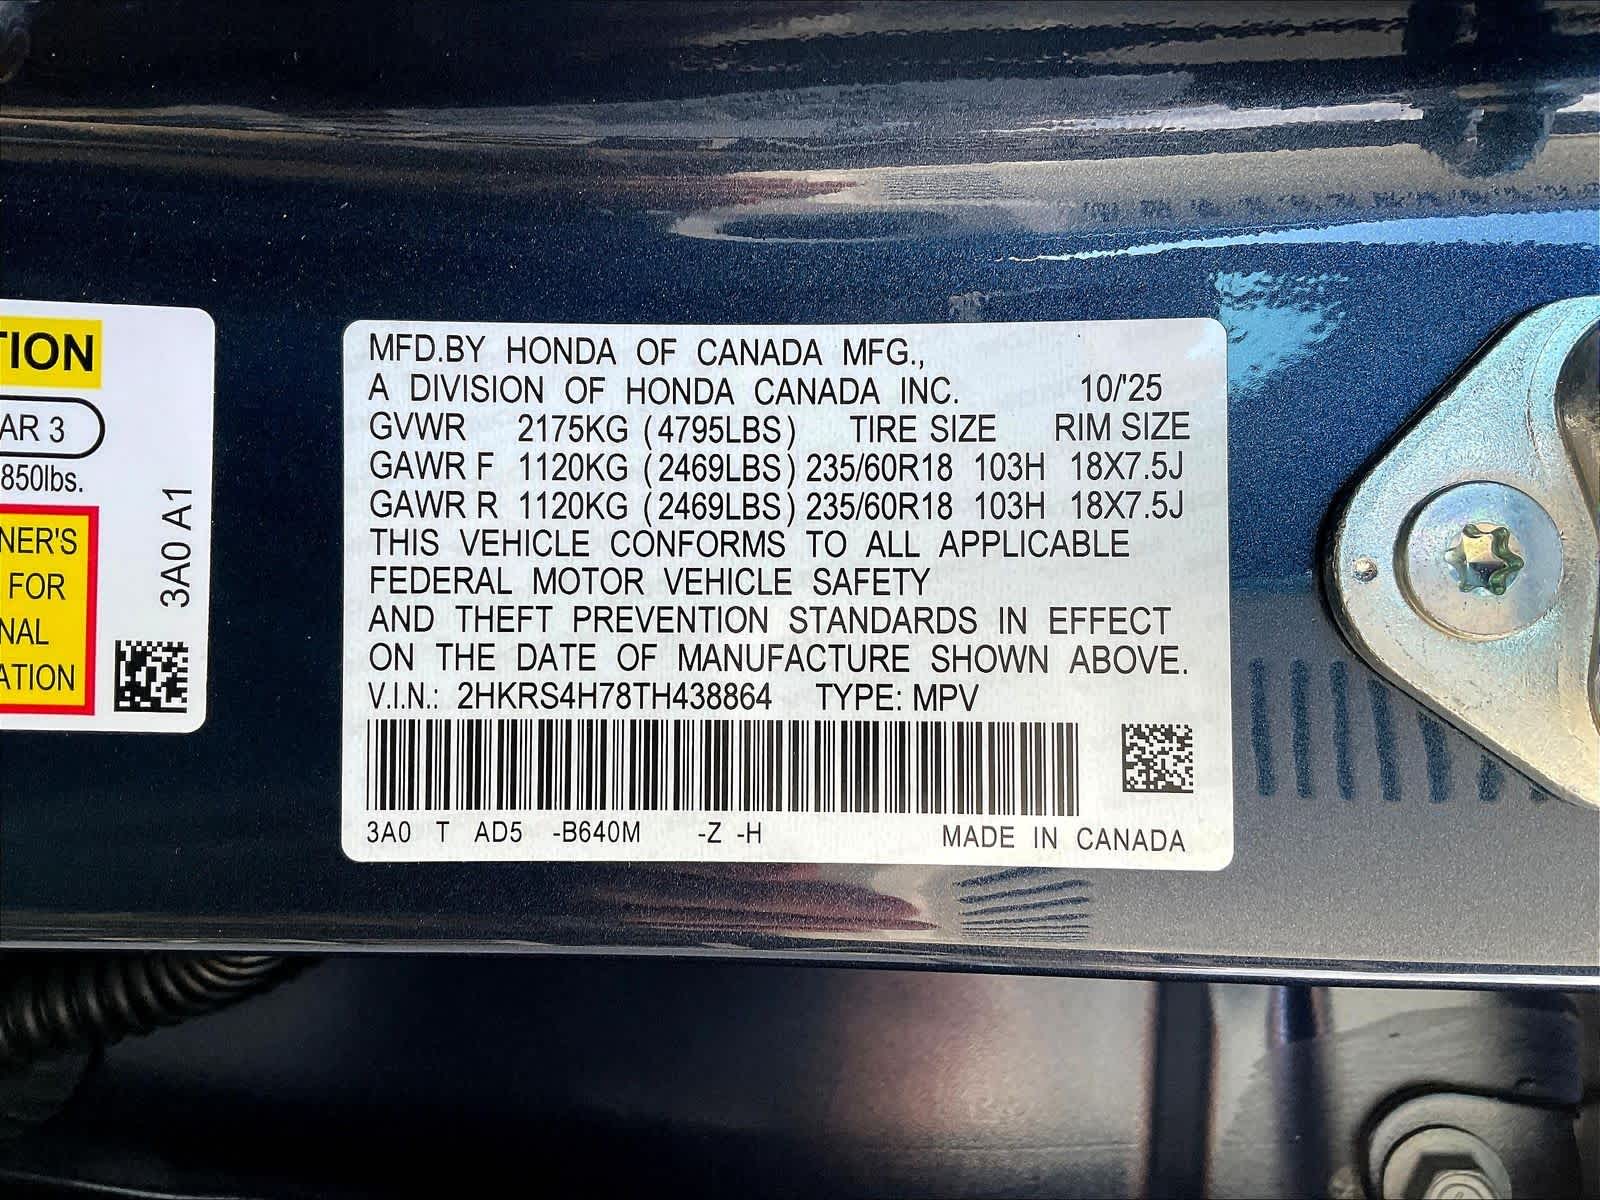 TION
AR 3
850lbs.
NER'S
FOR
NAL
ATION
3A0 A1
MFD.BY HONDA OF CANADA MFG.,
A DIVISION OF HONDA CANADA INC. 10/'25
GVWR 2175KG (4795LBS) TIRE SIZE RIM SIZE
GAWR F 1120KG (2469LBS) 235/60R18 103H 18X7.5J
GAWR R 1120KG (2469LBS) 235/60R18 103H 18X7.5J
THIS VEHICLE CONFORMS TO ALL APPLICABLE
FEDERAL MOTOR VEHICLE SAFETY
AND THEFT PREVENTION STANDARDS IN EFFECT
ON THE DATE OF MANUFACTURE SHOWN ABOVE.
V.I.N.: 2HKRS4H78TH438864 TYPE: MPV
3A0 T AD5 -B640M -Z -H MADE IN CANADA